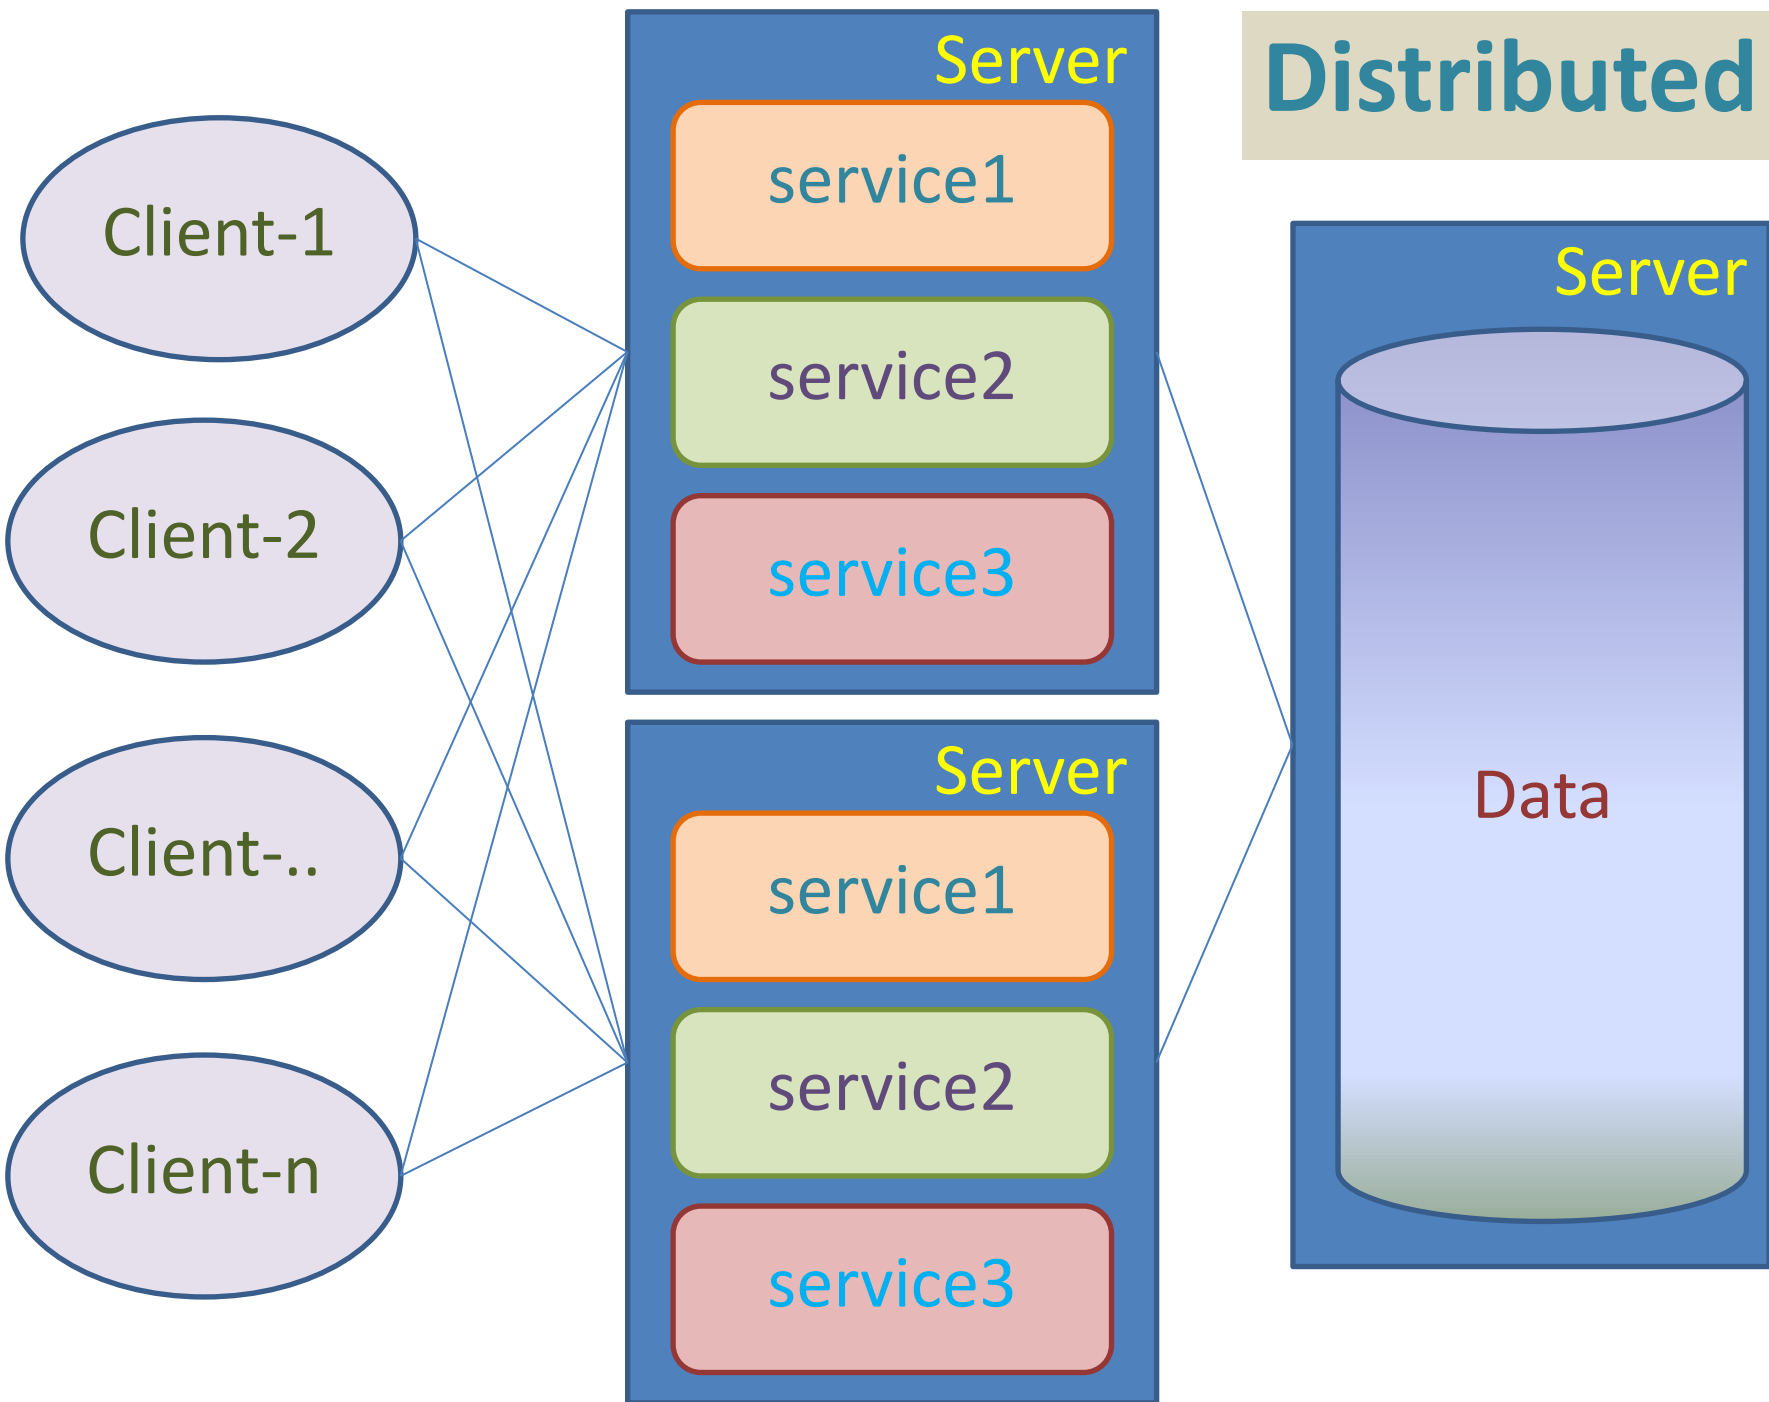 Distributed
Client-1
Client-2
Client-..
Client-n
Server
service1
service2
service3
Server
service1
service2
service3
Server
Data